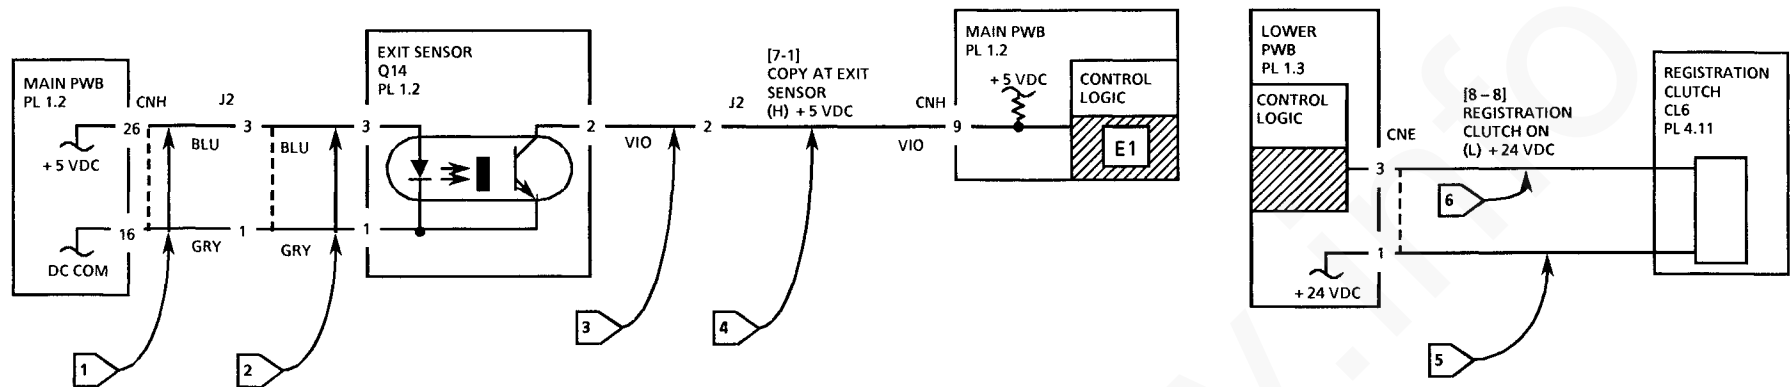 MAIN PWB
PL 1.2
CNH
J2
26
3
BLU
BLU
+ 5 VDC
16
1
GRY
GRY
DC COM
1
2
EXIT SENSOR
Q14
PL 1.2
3
1
2
VIO
3
[7-1]
COPY AT EXIT
SENSOR
(H) + 5 VDC
J2
2
4
CNH
9
VIO
MAIN PWB
PL 1.2
+ 5 VDC
CONTROL
LOGIC
E1
LOWER
PWB
PL 1.3
CONTROL
LOGIC
CNE
3
1
+ 24 VDC
[8 – 8]
REGISTRATION
CLUTCH ON
(L) + 24 VDC
6
5
REGISTRATION
CLUTCH
CL6
PL 4.11
y.info